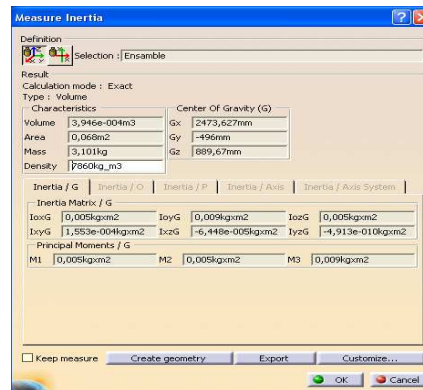 Measure Inertia
Definition
Selection : Ensamble
Result
Calculation mode : Exact
Type : Volume
Characteristics Center Of Gravity (G)
Volume 3,946e-004m3 Gx 2473,627mm
Area 0,068m2 Gy -496mm
Mass 3,101kg Gz 889,67mm
Density 7860kg_m3
Inertia / G Inertia / O Inertia / P Inertia / Axis Inertia / Axis System
Inertia Matrix / G
IoxG 0,005kgxm2 IoyG 0,009kgxm2 IozG 0,005kgxm2
IxyG 1,553e-004kgxm2 IxzG -6,448e-005kgxm2 IyzG -4,913e-010kgxm2
Principal Moments / G
M1 0,005kgxm2 M2 0,005kgxm2 M3 0,009kgxm2
Keep measure Create geometry Export Customize...
OK Cancel